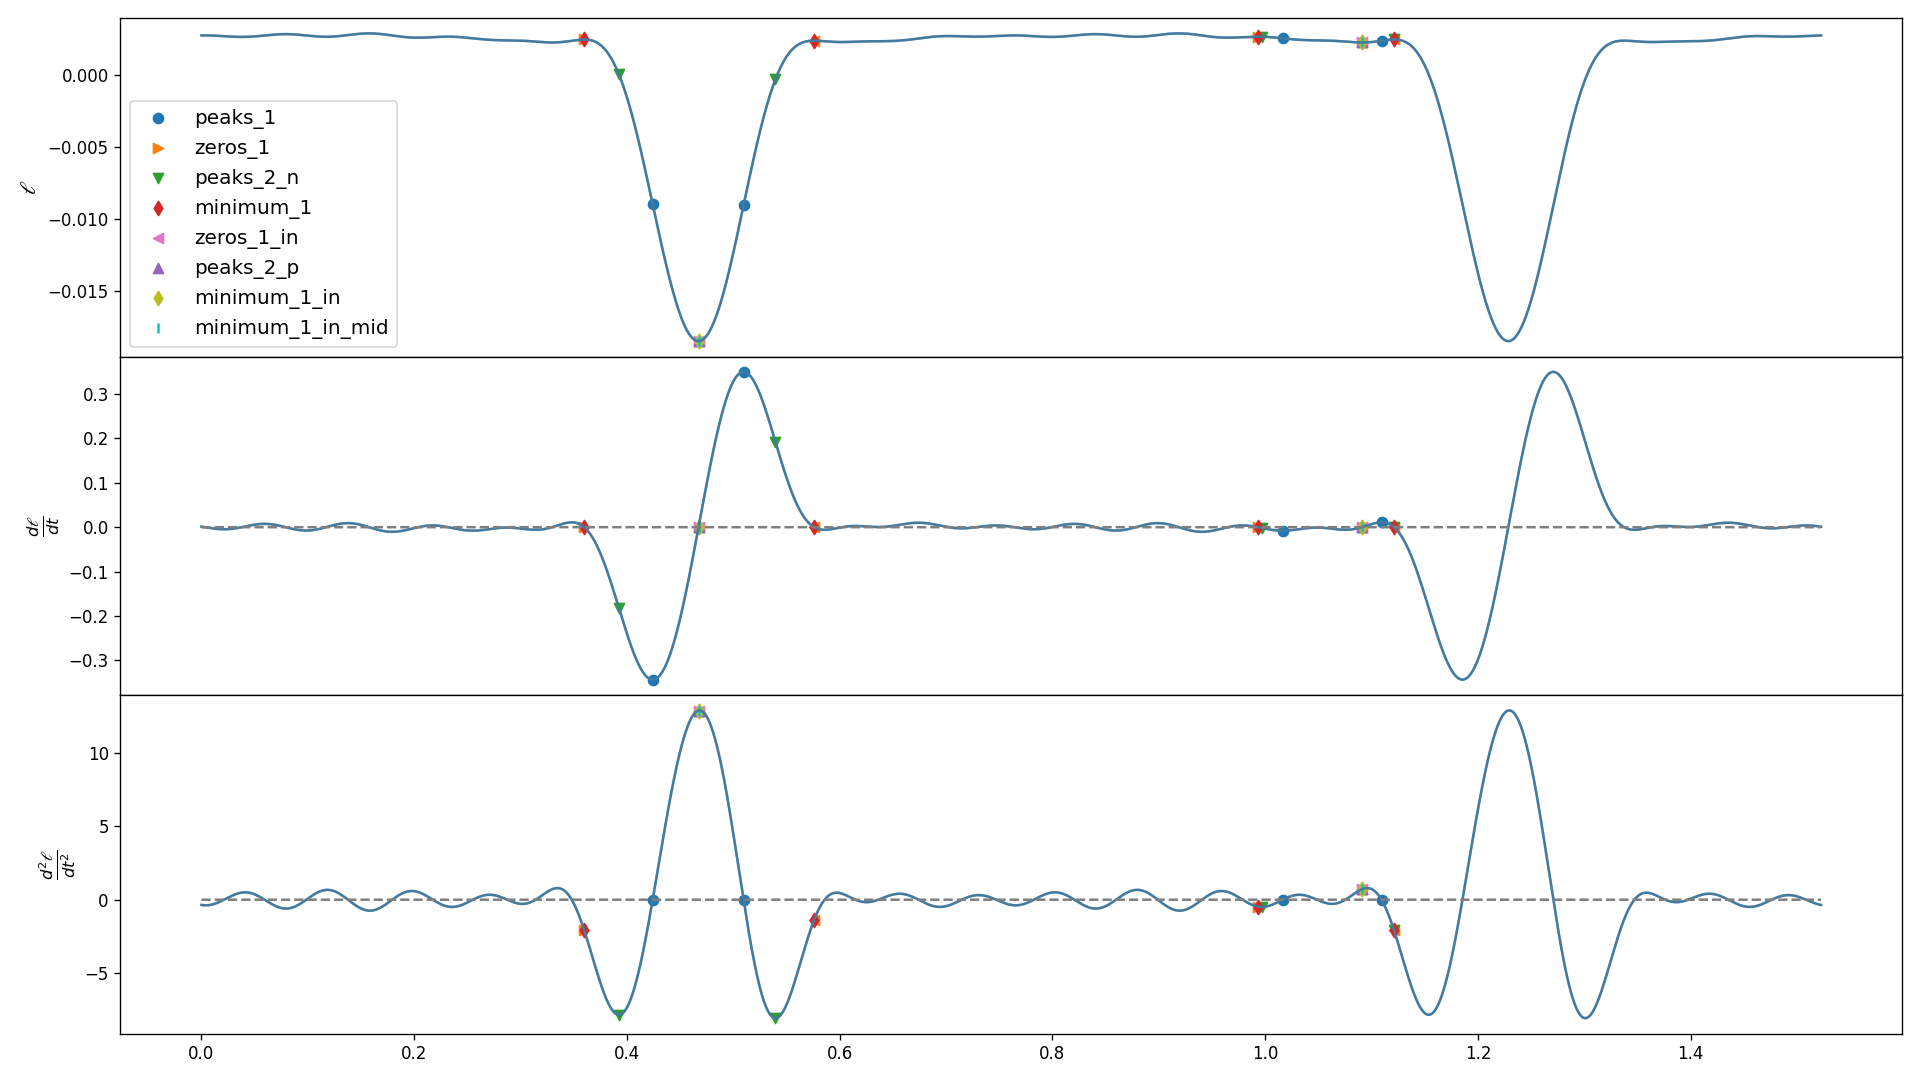 0.000
−0.005
−0.010
−0.015
ℓ
peaks_1
zeros_1
peaks_2_n
minimum_1
zeros_1_in
peaks_2_p
minimum_1_in
minimum_1_in_mid
0.3
0.2
0.1
0.0
−0.1
−0.2
−0.3
dℓ
dt
10
5
0
−5
d²ℓ
dt²
0.0 0.2 0.4 0.6 0.8 1.0 1.2 1.4